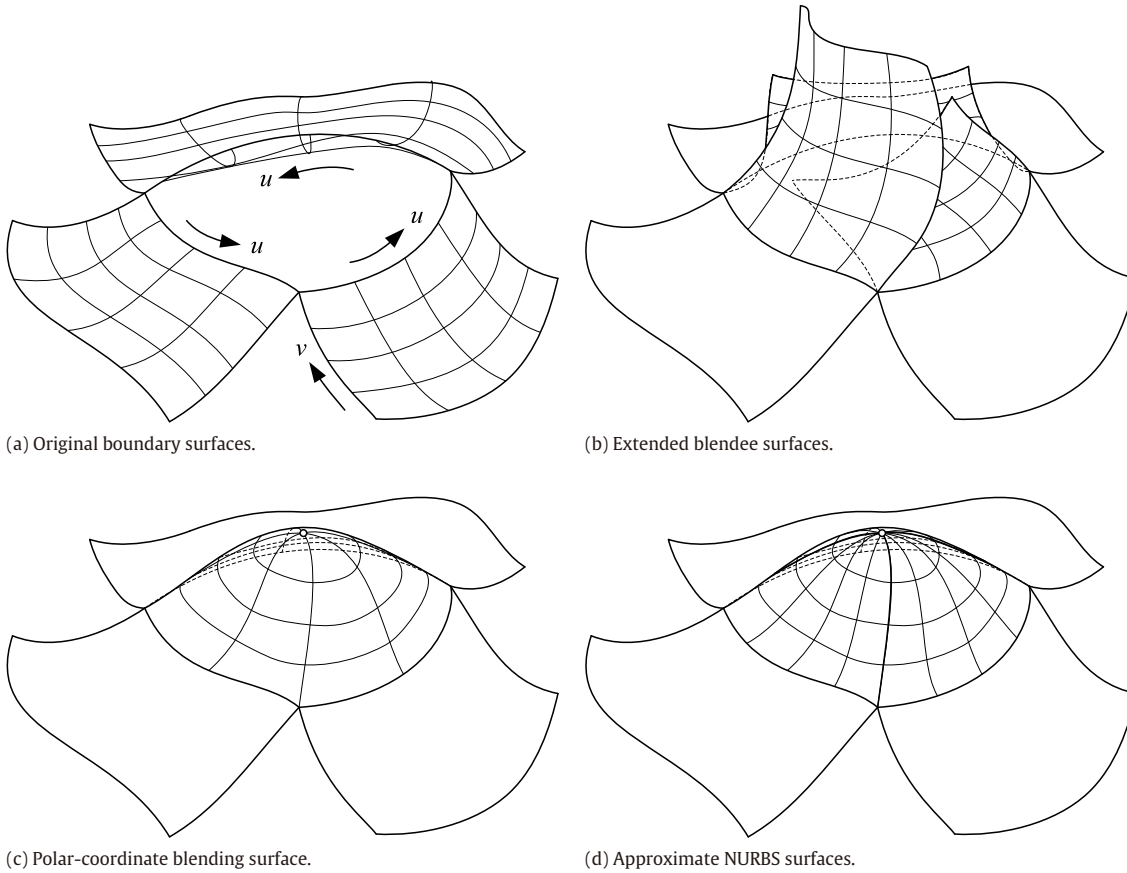 u
u
u
v
(a) Original boundary surfaces.
(b) Extended blendee surfaces.
(c) Polar-coordinate blending surface.
(d) Approximate NURBS surfaces.